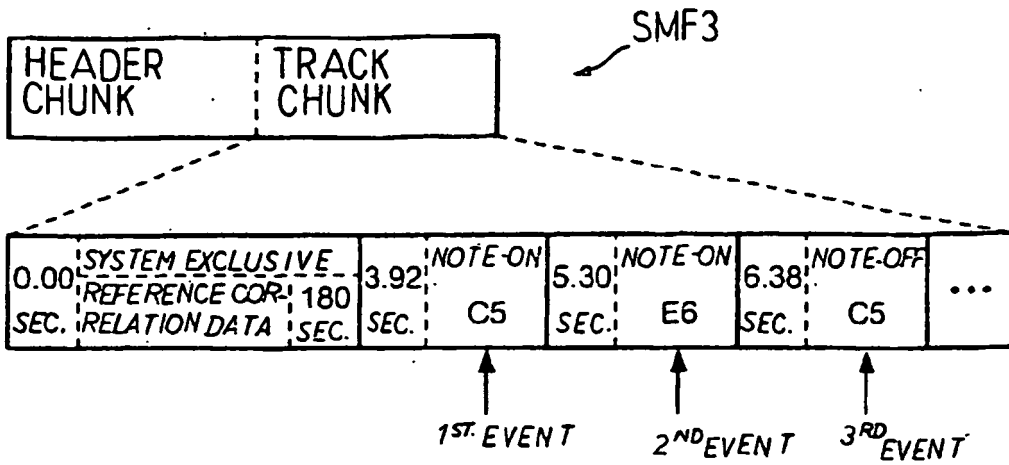 SMF3
HEADER CHUNK
TRACK CHUNK
0.00 SEC.
SYSTEM EXCLUSIVE
REFERENCE COR-
RELATION DATA
180 SEC.
3.92 SEC.
NOTE-ON
C5
5.30 SEC.
NOTE-ON
E6
6.38 SEC.
NOTE-OFF
C5
...
1ST. EVENT
2ND EVENT
3RD EVENT